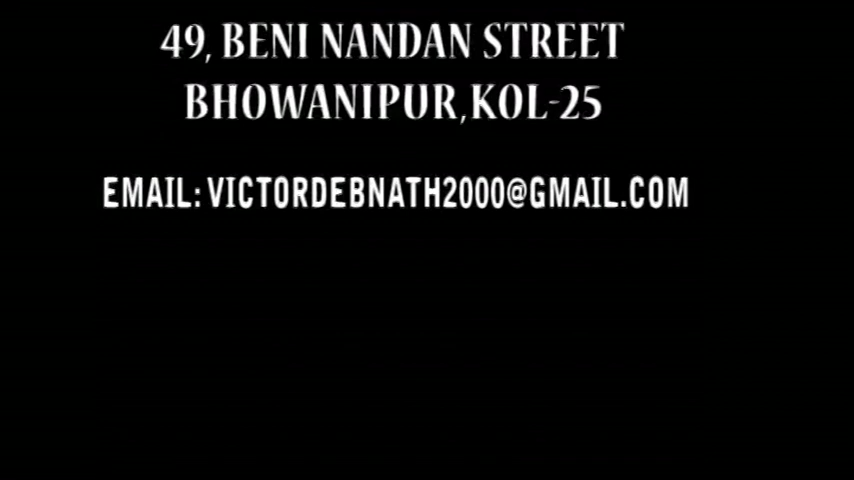 49, BENI NANDAN STREET
BHOWANIPUR,KOL-25
EMAIL: VICTORDEBNATH2000@GMAIL.COM